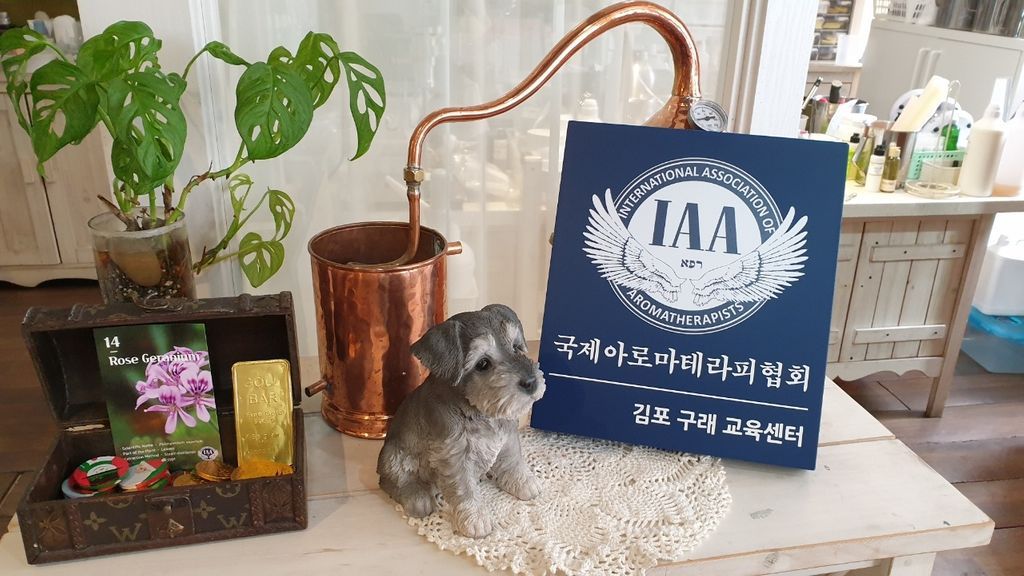 14
Rose Geranium
GOLD
BAR
INTERNATIONAL ASSOCIATION OF
IAA
רפא
AROMATHERAPISTS
국제아로마테라피협회
김포 구래 교육센터